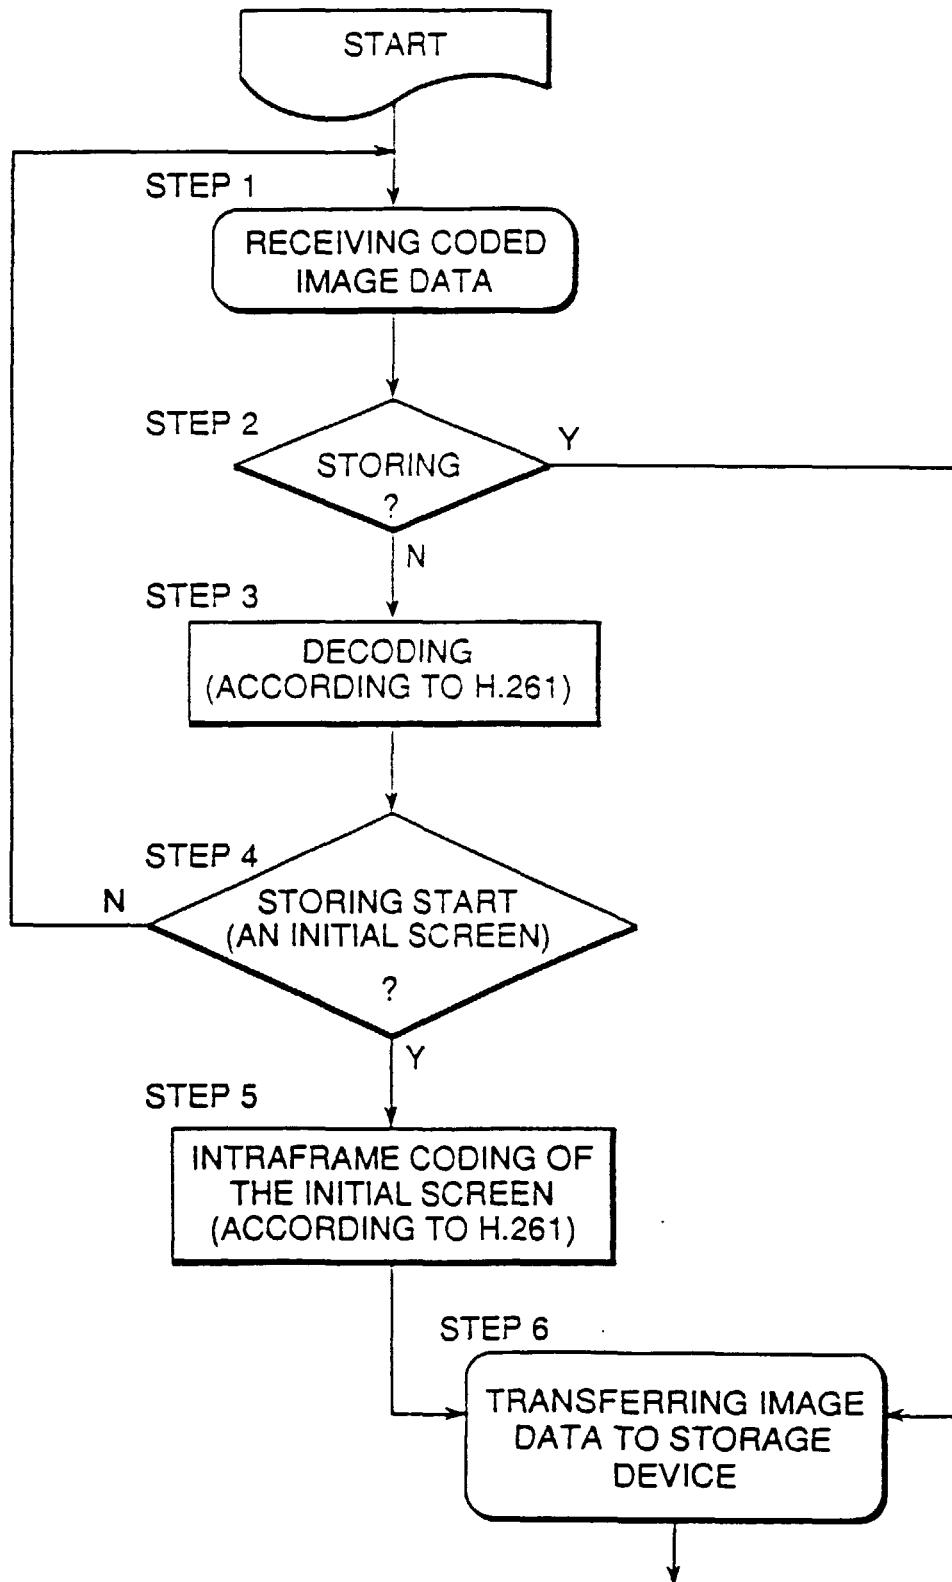 START
STEP 1
RECEIVING CODED
IMAGE DATA
STEP 2
Y
STORING
?
N
STEP 3
DECODING
(ACCORDING TO H.261)
STEP 4
N
STORING START
(AN INITIAL SCREEN)
?
Y
STEP 5
INTRAFRAME CODING OF
THE INITIAL SCREEN
(ACCORDING TO H.261)
STEP 6
TRANSFERRING IMAGE
DATA TO STORAGE
DEVICE